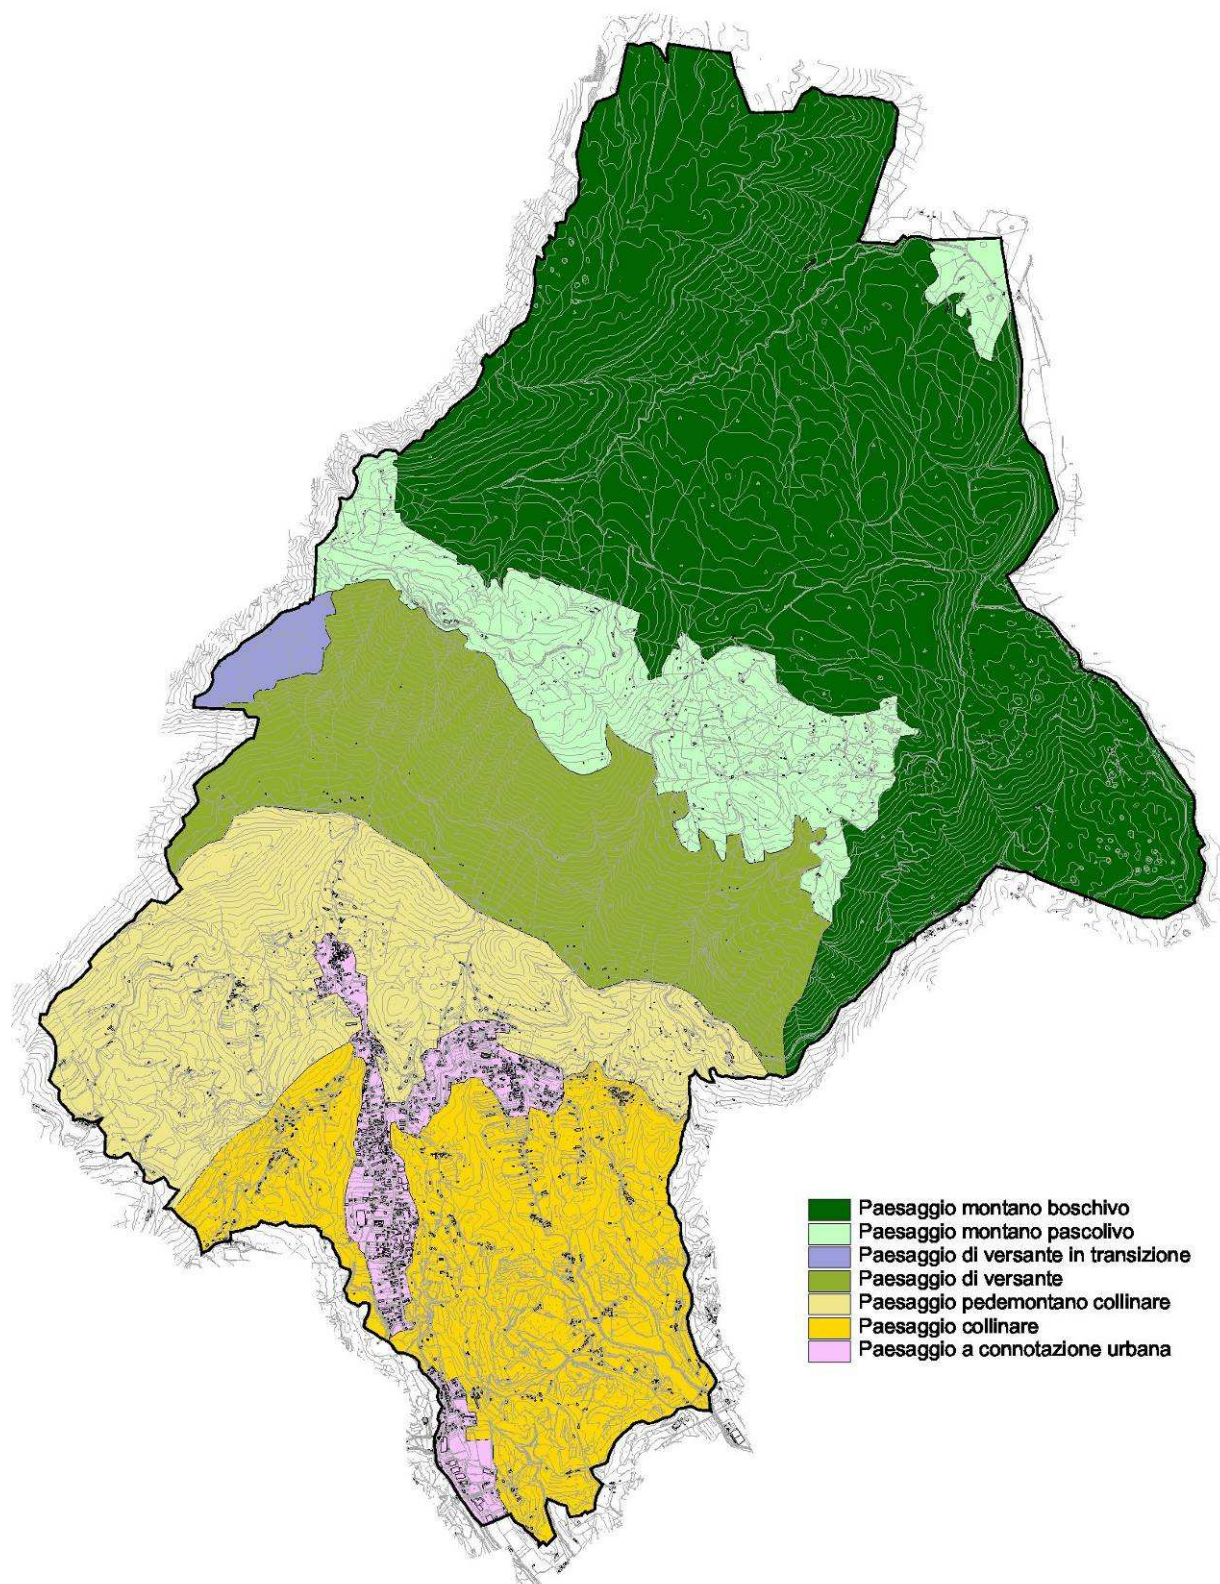 Paesaggio montano boschivo
Paesaggio montano pascolivo
Paesaggio di versante in transizione
Paesaggio di versante
Paesaggio pedemontano collinare
Paesaggio collinare
Paesaggio a connotazione urbana